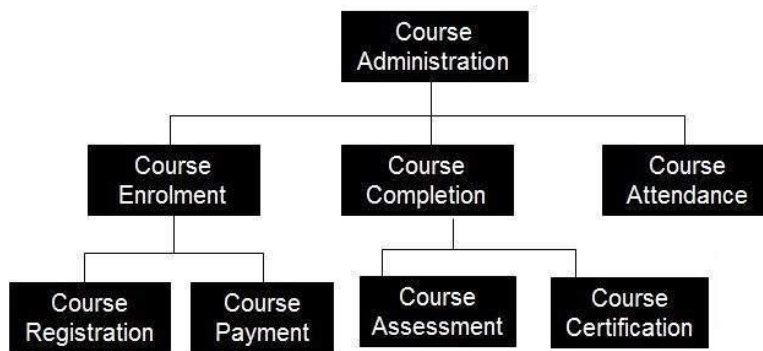 Course
Administration
Course
Enrolment
Course
Completion
Course
Attendance
Course
Registration
Course
Payment
Course
Assessment
Course
Certification